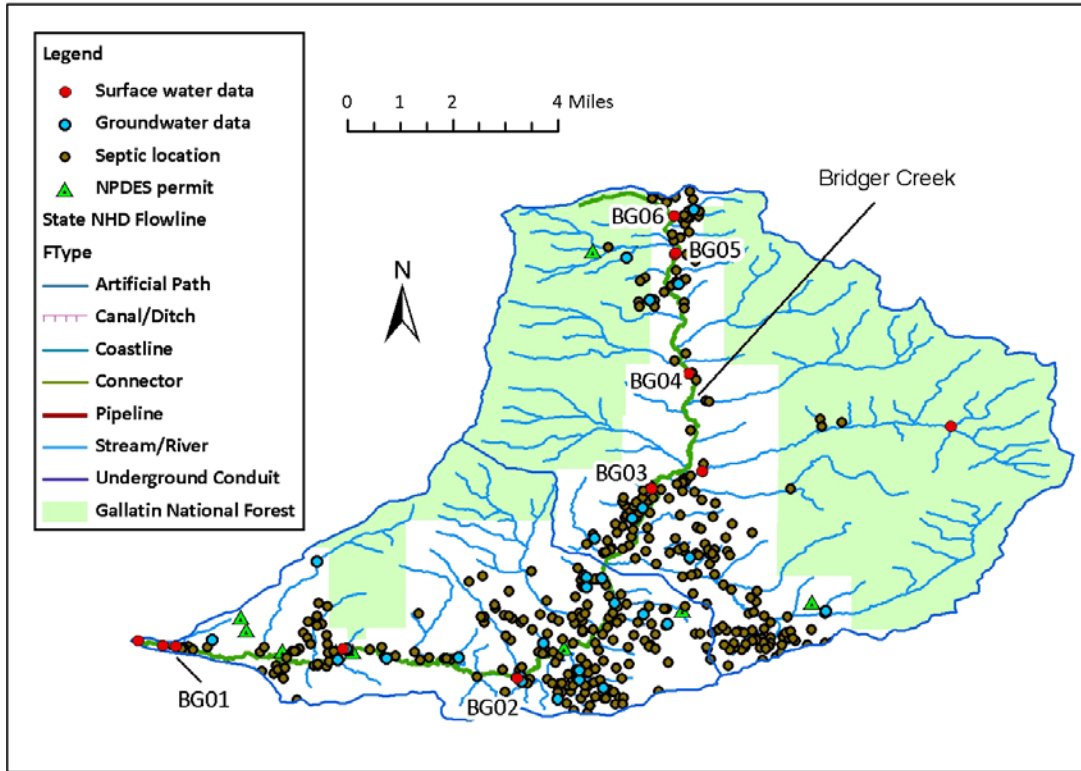 Legend
Surface water data
Groundwater data
Septic location
NPDES permit
State NHD Flowline
FType
Artificial Path
Canal/Ditch
Coastline
Connector
Pipeline
Stream/River
Underground Conduit
Gallatin National Forest
0 1 2 4 Miles
N
Bridger Creek
BG06
BG05
BG04
BG03
BG02
BG01